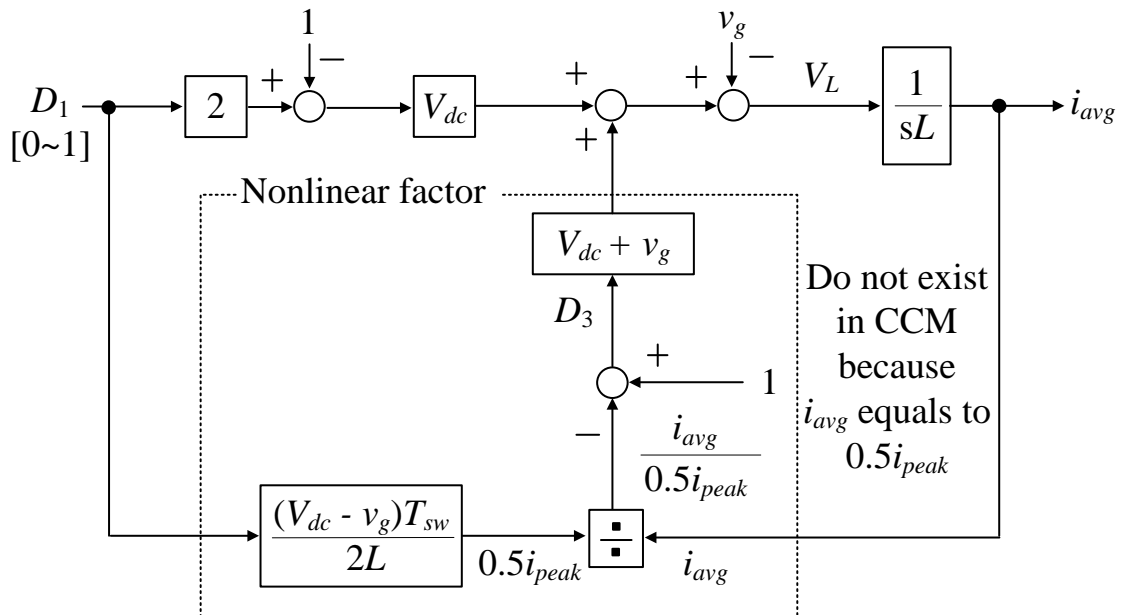 1
v_g
−
−
D_1
[0~1]
2
+
V_dc
+
+
V_L
1
sL
i_avg
+
Nonlinear factor
V_dc + v_g
Do not exist
in CCM
because
i_avg equals to
0.5i_peak
D_3
+
1
−
i_avg
0.5i_peak
(V_dc - v_g)T_sw
2L
0.5i_peak
÷
i_avg